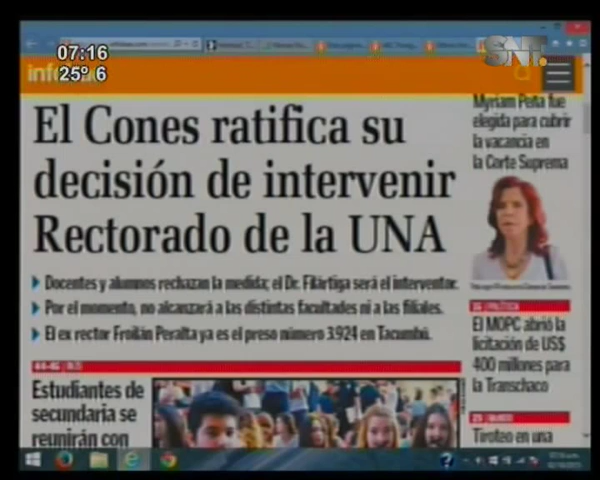 07:16
25º 6
SNT
El Cones ratifica su
decisión de intervenir
Rectorado de la UNA
Docentes y alumnos rechazan la medida; el Dr. Filártiga será el interventor.
Por el momento, no alcanzará a las distintas facultades ni a las filiales.
El ex rector Froilán Peralta ya es el preso número 3.924 en Tacumbú.
Estudiantes de
secundaria se
reunirán con
Myriam Peña fue
elegida para cubrir
la vacancia en
la Corte Suprema
El MOPC abrió la
licitación de US$
400 millones para
la Transchaco
Tiroteo en una